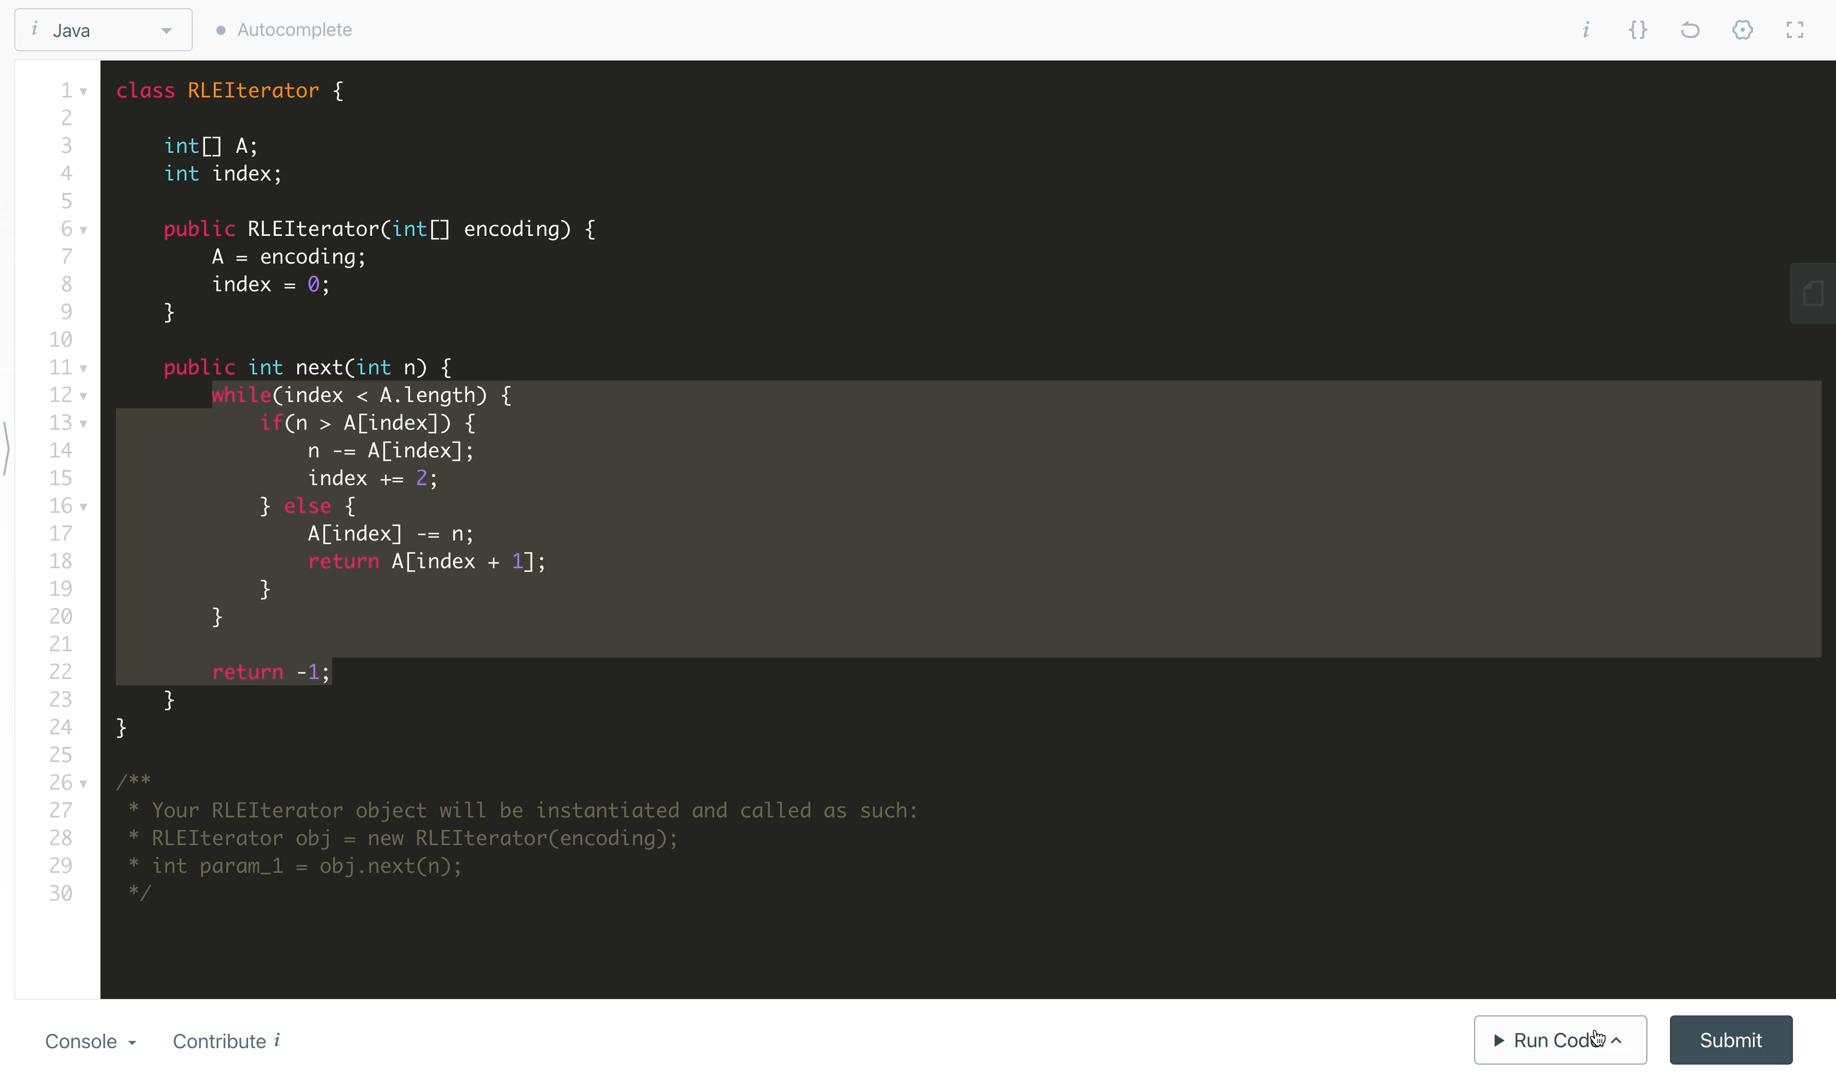 i Java
Autocomplete
i {}
1 class RLEIterator {
2
3 int[] A;
4 int index;
5
6 public RLEIterator(int[] encoding) {
7 A = encoding;
8 index = 0;
9 }
10
11 public int next(int n) {
12 while(index < A.length) {
13 if(n > A[index]) {
14 n -= A[index];
15 index += 2;
16 } else {
17 A[index] -= n;
18 return A[index + 1];
19 }
20 }
21
22 return -1;
23 }
24 }
25
26 /**
27 * Your RLEIterator object will be instantiated and called as such:
28 * RLEIterator obj = new RLEIterator(encoding);
29 * int param_1 = obj.next(n);
30 */
Console
Contribute i
Run Code
Submit